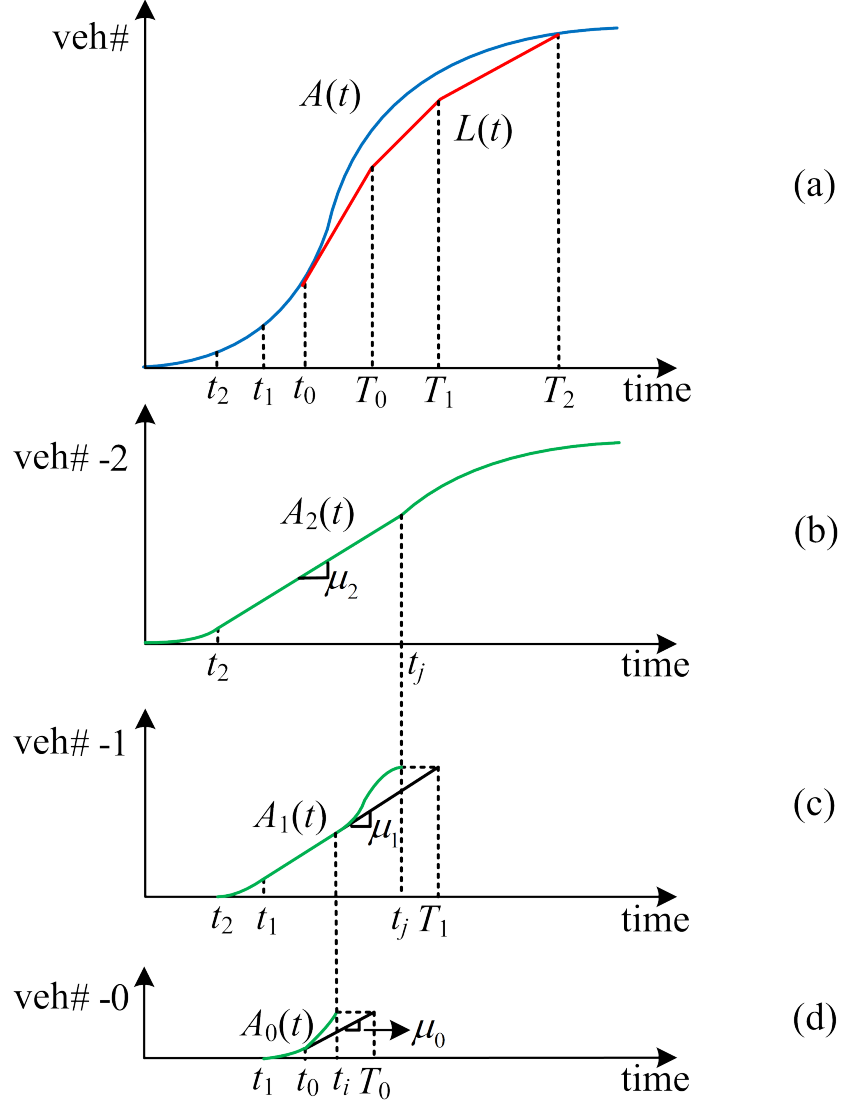 veh#
A(t)
L(t)
(a)
t₂ t₁ t₀ T₀ T₁ T₂ time
veh# -2
A₂(t)
μ₂
(b)
t₂ tⱼ time
veh# -1
A₁(t)
μ₁
(c)
t₂ t₁ tⱼ T₁ time
veh# -0
A₀(t)
μ₀
(d)
t₁ t₀ tᵢ T₀ time